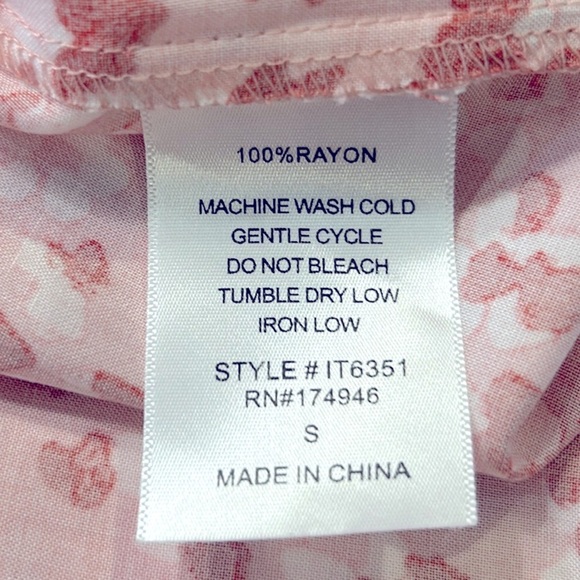 100%RAYON
MACHINE WASH COLD
GENTLE CYCLE
DO NOT BLEACH
TUMBLE DRY LOW
IRON LOW
STYLE # IT6351
RN#174946
S
MADE IN CHINA